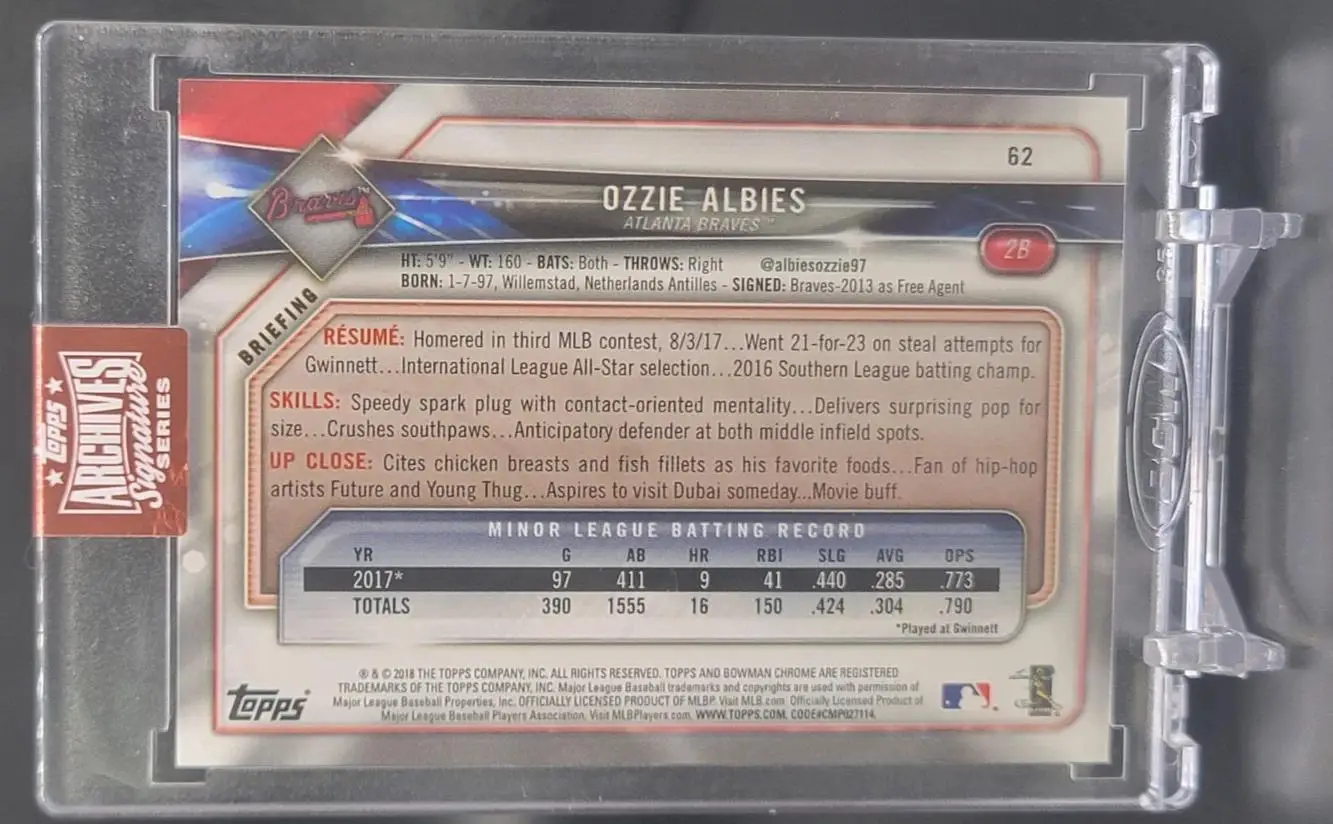 62
Braves™
OZZIE ALBIES
ATLANTA BRAVES™
2B
HT: 5'9" - WT: 160 - BATS: Both - THROWS: Right @albiesozzie97
BORN: 1-7-97, Willemstad, Netherlands Antilles - SIGNED: Braves-2013 as Free Agent
BRIEFING
RÉSUMÉ: Homered in third MLB contest, 8/3/17...Went 21-for-23 on steal attempts for
Gwinnett...International League All-Star selection...2016 Southern League batting champ.
SKILLS: Speedy spark plug with contact-oriented mentality...Delivers surprising pop for
size...Crushes southpaws...Anticipatory defender at both middle infield spots.
UP CLOSE: Cites chicken breasts and fish fillets as his favorite foods...Fan of hip-hop
artists Future and Young Thug...Aspires to visit Dubai someday...Movie buff.
MINOR LEAGUE BATTING RECORD
YR G AB HR RBI SLG AVG OPS
2017* 97 411 9 41 .440 .285 .773
TOTALS 390 1555 16 150 .424 .304 .790
*Played at Gwinnett
® & © 2018 THE TOPPS COMPANY, INC. ALL RIGHTS RESERVED. TOPPS AND BOWMAN CHROME ARE REGISTERED
TRADEMARKS OF THE TOPPS COMPANY, INC. Major League Baseball trademarks and copyrights are used with permission of
Major League Baseball Properties, Inc. OFFICIALLY LICENSED PRODUCT OF MLBP. Visit MLB.com Officially Licensed Product of
Major League Baseball Players Association. Visit MLBPlayers.com. WWW.TOPPS.COM. CODE#CMP027114.
Topps
TOPPS
ARCHIVES
Signature
SERIES